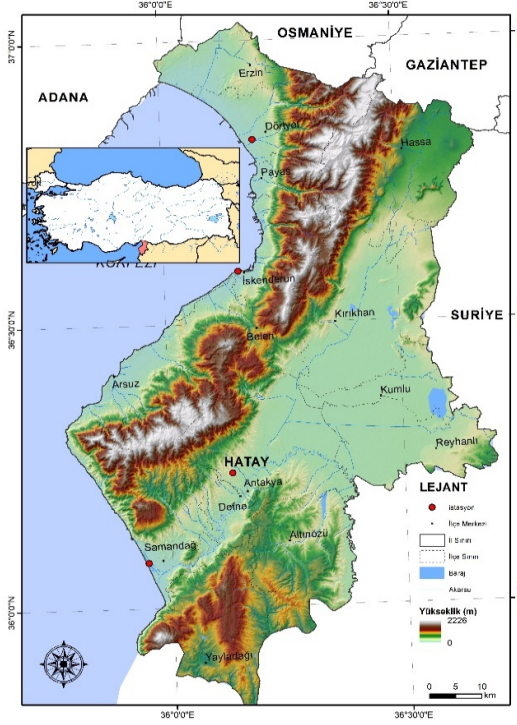 36°0'0"E
36°30'0"E
37°0'0"N
OSMANİYE
GAZİANTEP
ADANA
Erzin
Dörtyol
Hassa
Payas
KÖRFEZİ
İskenderun
SURİYE
Kırıkhan
Belen
36°30'0"N
Arsuz
Kumlu
Reyhanlı
HATAY
Antakya
Defne
Altınözü
Samandağ
Yayladağı
36°0'0"N
LEJANT
İstasyon
İlçe Merkezi
İl Sınırı
İlçe Sınırı
Baraj
Akarsu
Yükseklik (m)
2226
0
0 5 10
km
36°0'0"E
36°30'0"E